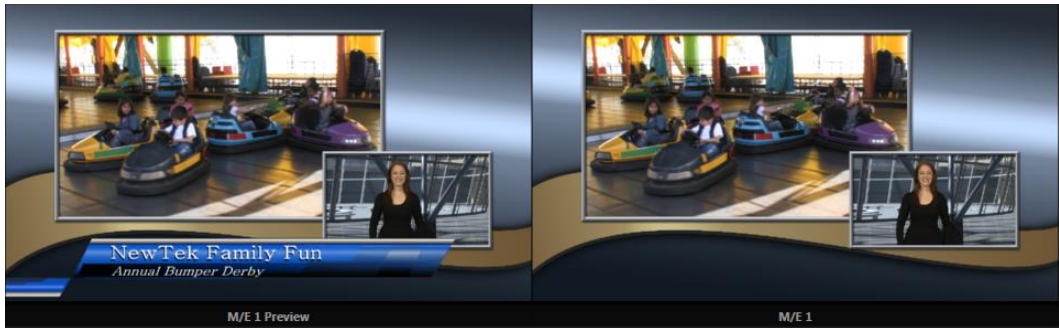 NewTek Family Fun
Annual Bumper Derby
M/E 1 Preview
M/E 1